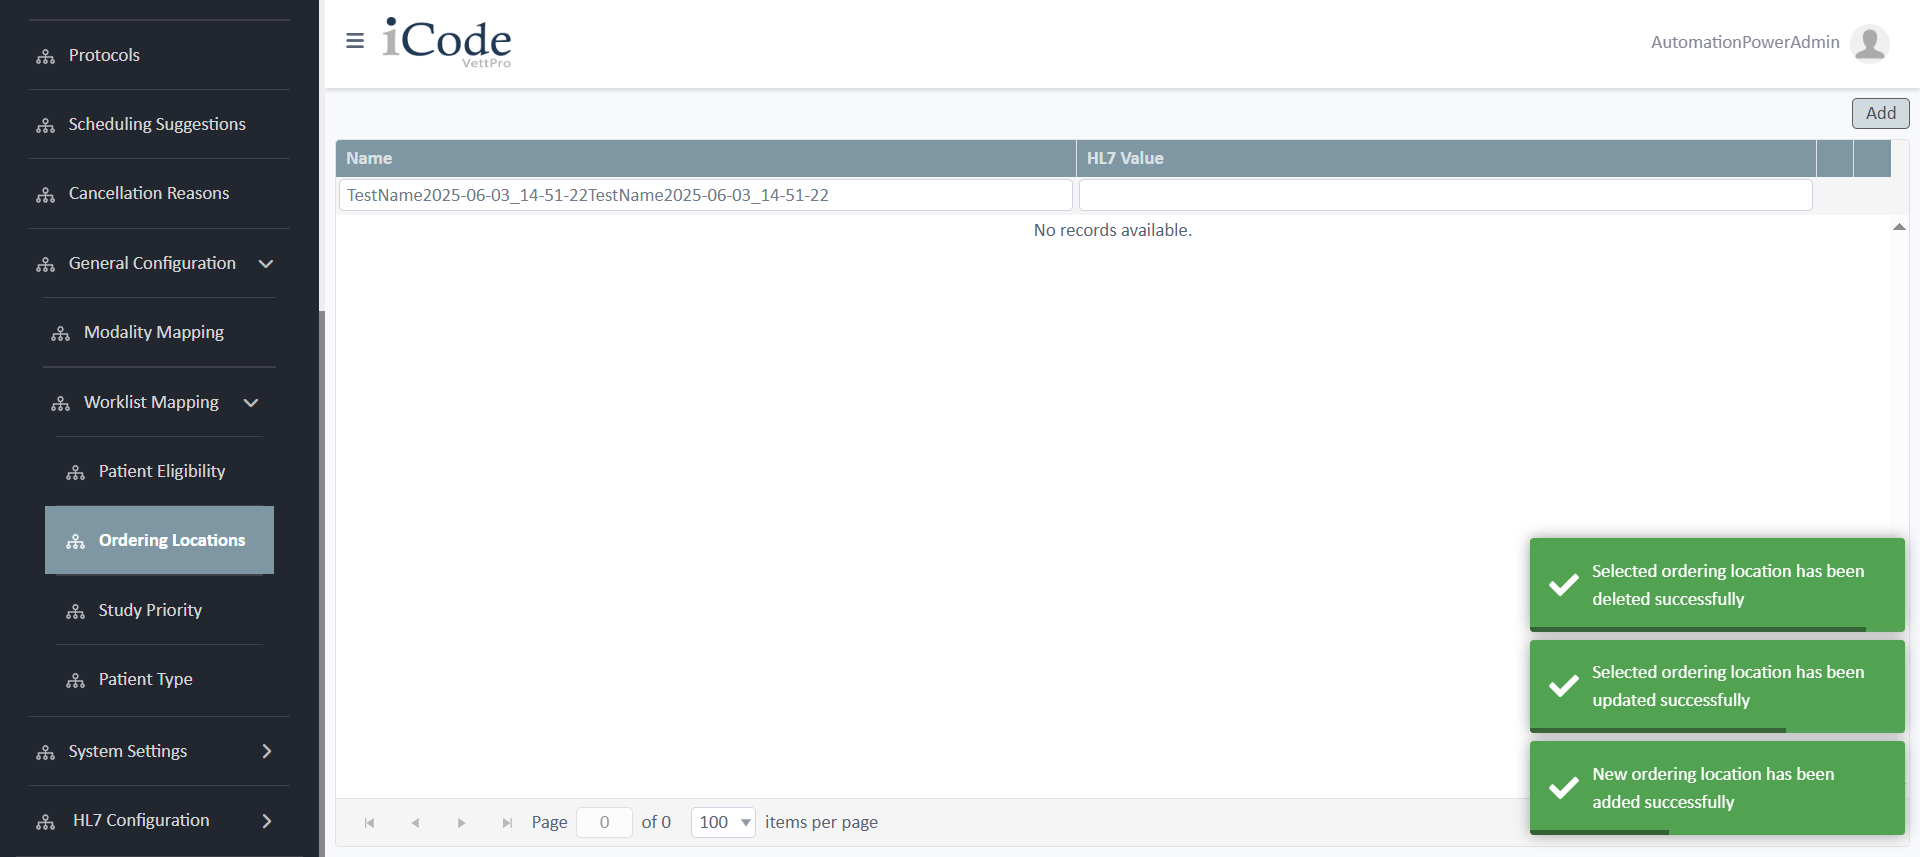 Protocols
Scheduling Suggestions
Cancellation Reasons
General Configuration
Modality Mapping
Worklist Mapping
Patient Eligibility
Ordering Locations
Study Priority
Patient Type
System Settings
HL7 Configuration
iCode
VettPro
AutomationPowerAdmin
Add
Name HL7 Value
TestName2025-06-03_14-51-22TestName2025-06-03_14-51-22
No records available.
Selected ordering location has been
deleted successfully
Selected ordering location has been
updated successfully
New ordering location has been
added successfully
Page 0 of 0 100 items per page